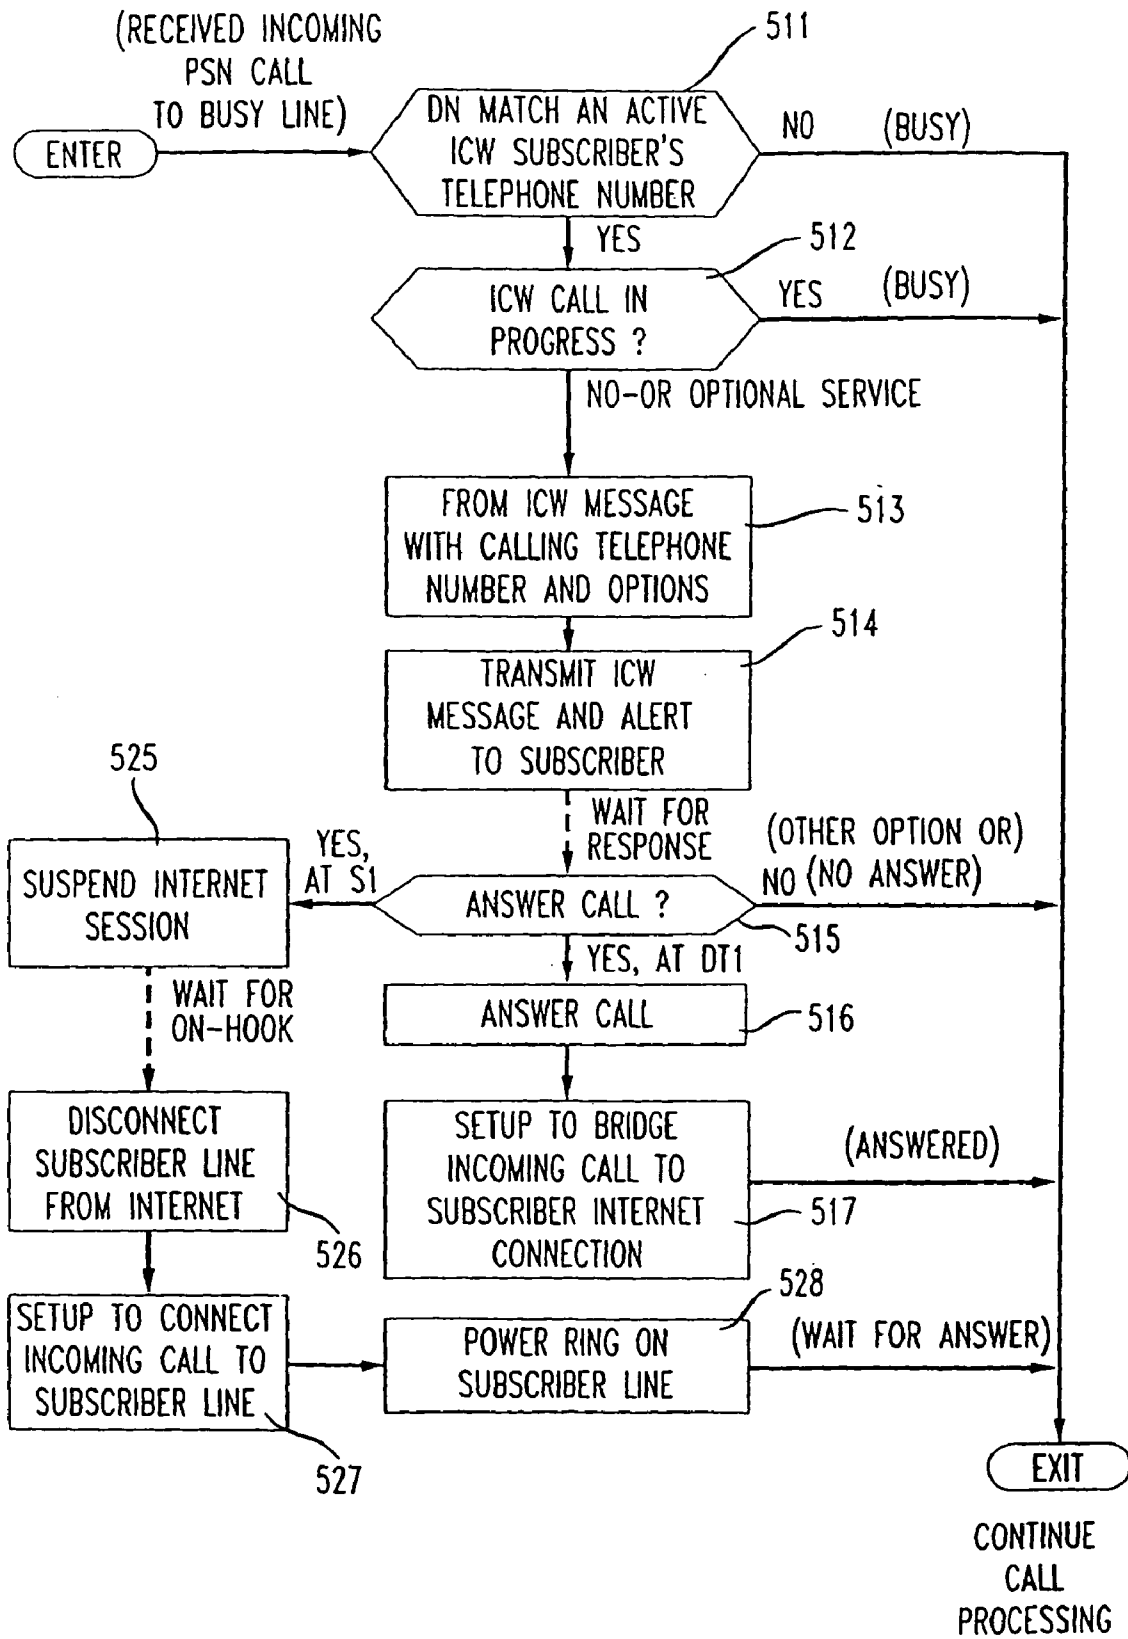 (RECEIVED INCOMING
PSN CALL
TO BUSY LINE)
ENTER
511
DN MATCH AN ACTIVE
ICW SUBSCRIBER'S
TELEPHONE NUMBER
NO (BUSY)
YES
512
ICW CALL IN
PROGRESS ?
YES (BUSY)
NO-OR OPTIONAL SERVICE
513
FROM ICW MESSAGE
WITH CALLING TELEPHONE
NUMBER AND OPTIONS
514
TRANSMIT ICW
MESSAGE AND ALERT
TO SUBSCRIBER
WAIT FOR
RESPONSE
ANSWER CALL ?
515
(OTHER OPTION OR)
NO (NO ANSWER)
YES,
AT S1
525
SUSPEND INTERNET
SESSION
WAIT FOR
ON-HOOK
YES, AT DT1
ANSWER CALL
516
DISCONNECT
SUBSCRIBER LINE
FROM INTERNET
526
SETUP TO BRIDGE
INCOMING CALL TO
SUBSCRIBER INTERNET
CONNECTION
517
(ANSWERED)
SETUP TO CONNECT
INCOMING CALL TO
SUBSCRIBER LINE
527
528
POWER RING ON
SUBSCRIBER LINE
(WAIT FOR ANSWER)
EXIT
CONTINUE
CALL
PROCESSING